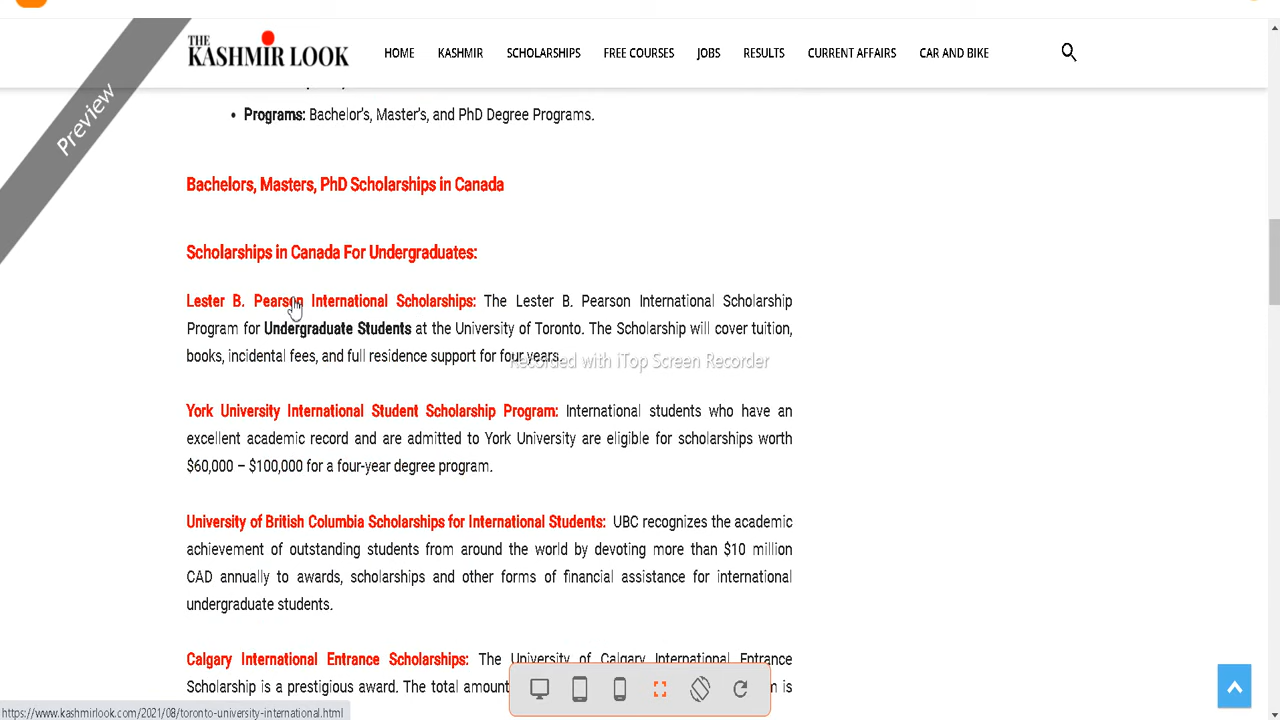 Preview
THE
KASHMIR LOOK
HOME KASHMIR SCHOLARSHIPS FREE COURSES JOBS RESULTS CURRENT AFFAIRS CAR AND BIKE
• Programs: Bachelor's, Master's, and PhD Degree Programs.
Bachelors, Masters, PhD Scholarships in Canada
Scholarships in Canada For Undergraduates:
Lester B. Pearson International Scholarships: The Lester B. Pearson International Scholarship
Program for Undergraduate Students at the University of Toronto. The Scholarship will cover tuition,
books, incidental fees, and full residence support for four years.
Recorded with iTop Screen Recorder
York University International Student Scholarship Program: International students who have an
excellent academic record and are admitted to York University are eligible for scholarships worth
$60,000 – $100,000 for a four-year degree program.
University of British Columbia Scholarships for International Students: UBC recognizes the academic
achievement of outstanding students from around the world by devoting more than $10 million
CAD annually to awards, scholarships and other forms of financial assistance for international
undergraduate students.
Calgary International Entrance Scholarships: The University of Calgary International Entrance
Scholarship is a prestigious award. The total amount is
https://www.kashmirlook.com/2021/08/toronto-university-international.html